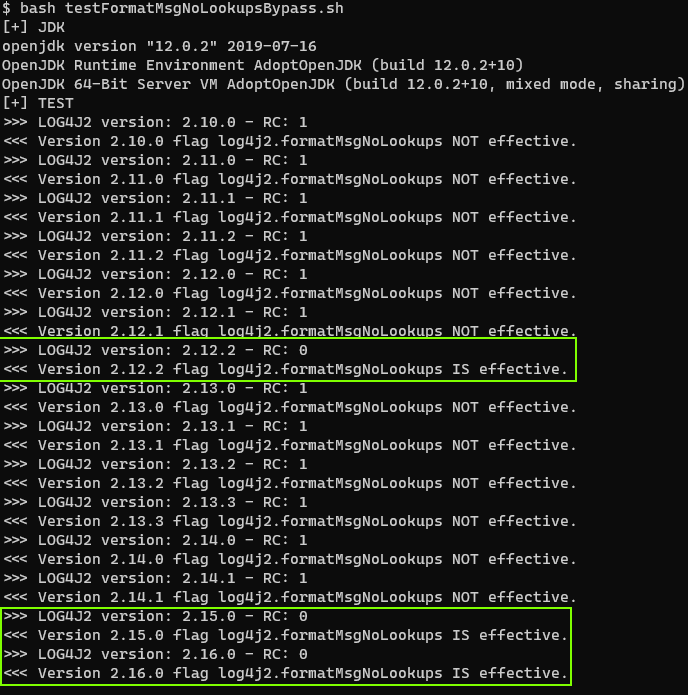 $ bash testFormatMsgNoLookupsBypass.sh
[+] JDK
openjdk version "12.0.2" 2019-07-16
OpenJDK Runtime Environment AdoptOpenJDK (build 12.0.2+10)
OpenJDK 64-Bit Server VM AdoptOpenJDK (build 12.0.2+10, mixed mode, sharing)
[+] TEST
>>> LOG4J2 version: 2.10.0 - RC: 1
<<< Version 2.10.0 flag log4j2.formatMsgNoLookups NOT effective.
>>> LOG4J2 version: 2.11.0 - RC: 1
<<< Version 2.11.0 flag log4j2.formatMsgNoLookups NOT effective.
>>> LOG4J2 version: 2.11.1 - RC: 1
<<< Version 2.11.1 flag log4j2.formatMsgNoLookups NOT effective.
>>> LOG4J2 version: 2.11.2 - RC: 1
<<< Version 2.11.2 flag log4j2.formatMsgNoLookups NOT effective.
>>> LOG4J2 version: 2.12.0 - RC: 1
<<< Version 2.12.0 flag log4j2.formatMsgNoLookups NOT effective.
>>> LOG4J2 version: 2.12.1 - RC: 1
<<< Version 2.12.1 flag log4j2.formatMsgNoLookups NOT effective.
>>> LOG4J2 version: 2.12.2 - RC: 0
<<< Version 2.12.2 flag log4j2.formatMsgNoLookups IS effective.
>>> LOG4J2 version: 2.13.0 - RC: 1
<<< Version 2.13.0 flag log4j2.formatMsgNoLookups NOT effective.
>>> LOG4J2 version: 2.13.1 - RC: 1
<<< Version 2.13.1 flag log4j2.formatMsgNoLookups NOT effective.
>>> LOG4J2 version: 2.13.2 - RC: 1
<<< Version 2.13.2 flag log4j2.formatMsgNoLookups NOT effective.
>>> LOG4J2 version: 2.13.3 - RC: 1
<<< Version 2.13.3 flag log4j2.formatMsgNoLookups NOT effective.
>>> LOG4J2 version: 2.14.0 - RC: 1
<<< Version 2.14.0 flag log4j2.formatMsgNoLookups NOT effective.
>>> LOG4J2 version: 2.14.1 - RC: 1
<<< Version 2.14.1 flag log4j2.formatMsgNoLookups NOT effective.
>>> LOG4J2 version: 2.15.0 - RC: 0
<<< Version 2.15.0 flag log4j2.formatMsgNoLookups IS effective.
>>> LOG4J2 version: 2.16.0 - RC: 0
<<< Version 2.16.0 flag log4j2.formatMsgNoLookups IS effective.